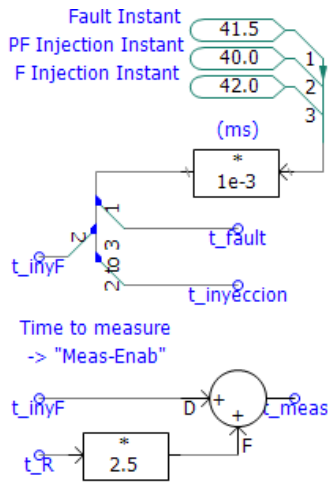 Fault Instant
41.5
PF Injection Instant
40.0
1
F Injection Instant
42.0
2
3
(ms)
*
1e-3
1
2
t_fault
t_inyF
2 to 3
t_inyeccion
Time to measure
-> "Meas-Enab"
t_inyF
D
+
t_meas
+
F
*
2.5
t_R